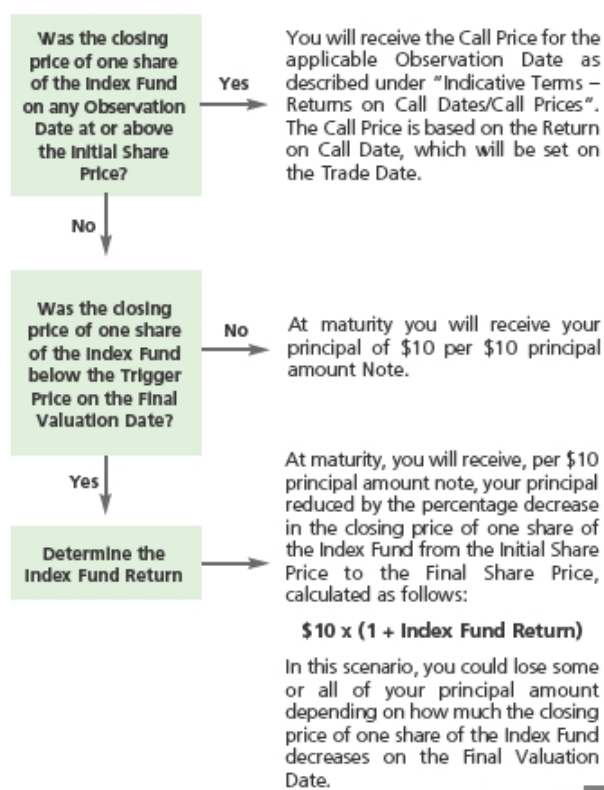 Was the closing
price of one share
of the Index Fund
on any Observation
Date at or above
the Initial Share
Price?
Yes
You will receive the Call Price for the
applicable Observation Date as
described under "Indicative Terms –
Returns on Call Dates/Call Prices".
The Call Price is based on the Return
on Call Date, which will be set on
the Trade Date.
No
Was the closing
price of one share
of the Index Fund
below the Trigger
Price on the Final
Valuation Date?
No
At maturity you will receive your
principal of $10 per $10 principal
amount Note.
Yes
Determine the
Index Fund Return
At maturity, you will receive, per $10
principal amount note, your principal
reduced by the percentage decrease
in the closing price of one share of
the Index Fund from the Initial Share
Price to the Final Share Price,
calculated as follows:
$10 x (1 + Index Fund Return)
In this scenario, you could lose some
or all of your principal amount
depending on how much the closing
price of one share of the Index Fund
decreases on the Final Valuation
Date.